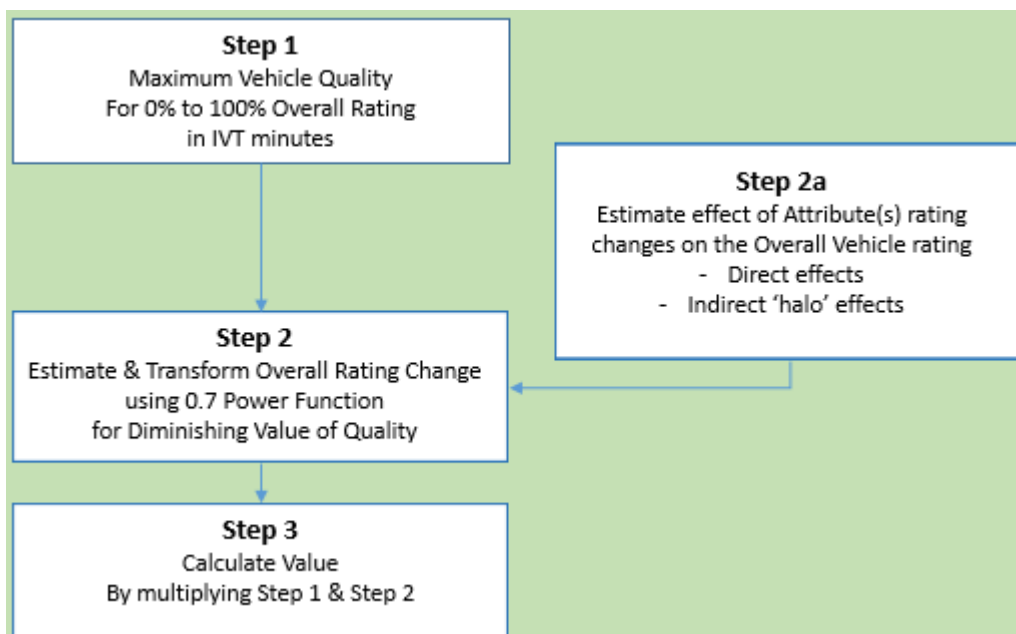 Step 1
Maximum Vehicle Quality
For 0% to 100% Overall Rating
in IVT minutes
Step 2a
Estimate effect of Attribute(s) rating
changes on the Overall Vehicle rating
- Direct effects
- Indirect ‘halo’ effects
Step 2
Estimate & Transform Overall Rating Change
using 0.7 Power Function
for Diminishing Value of Quality
Step 3
Calculate Value
By multiplying Step 1 & Step 2